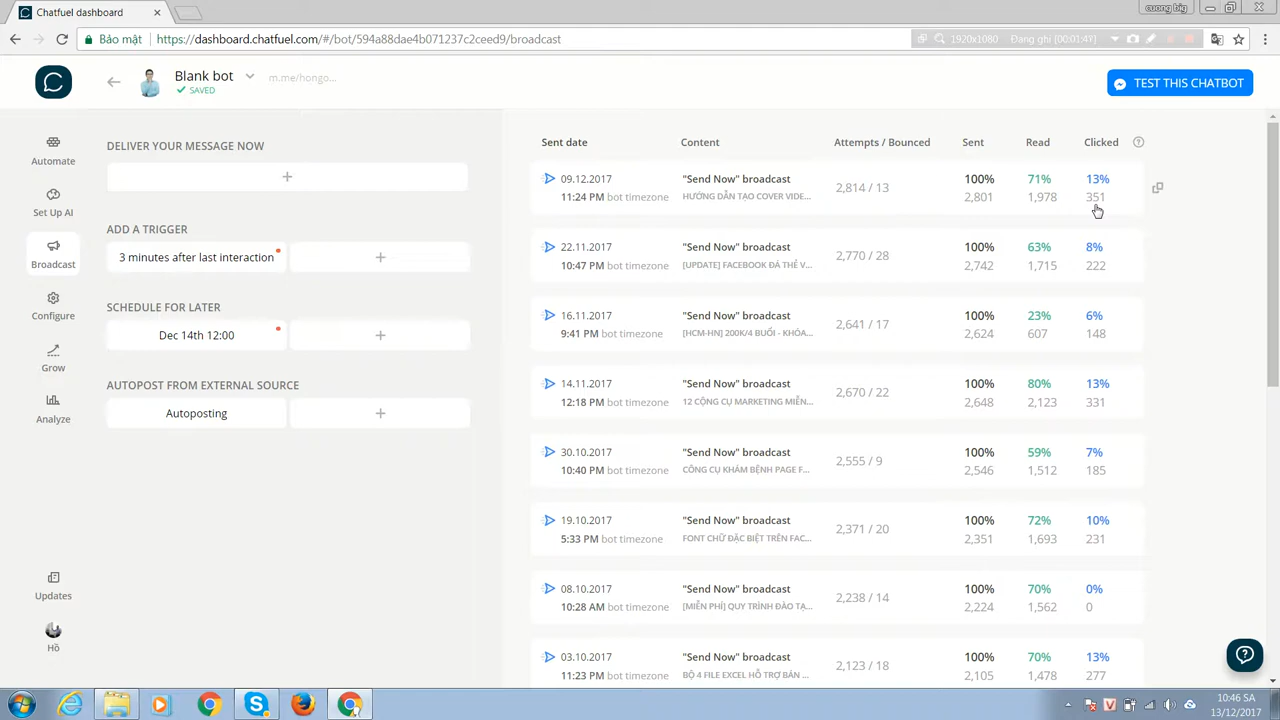 Chatfuel dashboard
cuong big
Bảo mật
https://dashboard.chatfuel.com/#/bot/594a88dae4b071237c2ceed9/broadcast
1920x1080
Đang ghi [00:01:47]
Blank bot
m.me/hongo...
SAVED
TEST THIS CHATBOT
Automate
Set Up AI
Broadcast
Configure
Grow
Analyze
Updates
Hồ
DELIVER YOUR MESSAGE NOW
+
ADD A TRIGGER
3 minutes after last interaction
+
SCHEDULE FOR LATER
Dec 14th 12:00
+
AUTOPOST FROM EXTERNAL SOURCE
Autoposting
+
Sent date Content Attempts / Bounced Sent Read Clicked ?
09.12.2017 "Send Now" broadcast 2,814 / 13 100% 71% 13%
11:24 PM bot timezone HƯỚNG DẪN TẠO COVER VIDE... 2,801 1,978 351
22.11.2017 "Send Now" broadcast 2,770 / 28 100% 63% 8%
10:47 PM bot timezone [UPDATE] FACEBOOK ĐÃ THẾ V... 2,742 1,715 222
16.11.2017 "Send Now" broadcast 2,641 / 17 100% 23% 6%
9:41 PM bot timezone [HCM-HN] 200K/4 BUỔI - KHÓA... 2,624 607 148
14.11.2017 "Send Now" broadcast 2,670 / 22 100% 80% 13%
12:18 PM bot timezone 12 CÔNG CỤ MARKETING MIỄN... 2,648 2,123 331
30.10.2017 "Send Now" broadcast 2,555 / 9 100% 59% 7%
10:40 PM bot timezone CÔNG CỤ KHÁM BỆNH PAGE F... 2,546 1,512 185
19.10.2017 "Send Now" broadcast 2,371 / 20 100% 72% 10%
5:33 PM bot timezone FONT CHỮ ĐẶC BIỆT TRÊN FAC... 2,351 1,693 231
08.10.2017 "Send Now" broadcast 2,238 / 14 100% 70% 0%
10:28 AM bot timezone [MIỄN PHÍ] QUY TRÌNH ĐÀO TẠ... 2,224 1,562 0
03.10.2017 "Send Now" broadcast 2,123 / 18 100% 70% 13%
11:23 PM bot timezone BỘ 4 FILE EXCEL HỖ TRỢ BÁN ... 2,105 1,478 277
10:46 SA
13/12/2017